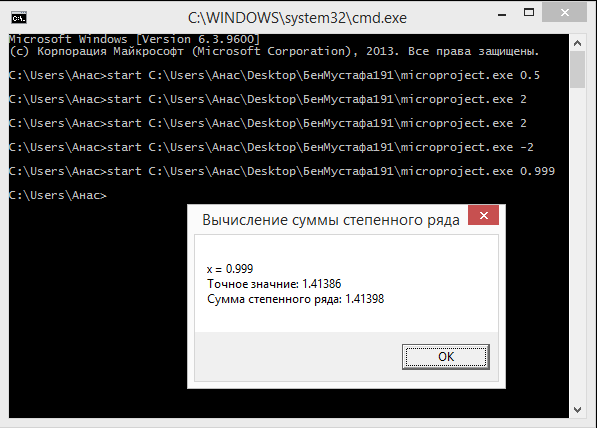 C:\WINDOWS\system32\cmd.exe
Microsoft Windows [Version 6.3.9600]
(c) Корпорация Майкрософт (Microsoft Corporation), 2013. Все права защищены.
C:\Users\Анас>start C:\Users\Анас\Desktop\БенМустафа191\microproject.exe 0.5
C:\Users\Анас>start C:\Users\Анас\Desktop\БенМустафа191\microproject.exe 2
C:\Users\Анас>start C:\Users\Анас\Desktop\БенМустафа191\microproject.exe 2
C:\Users\Анас>start C:\Users\Анас\Desktop\БенМустафа191\microproject.exe -2
C:\Users\Анас>start C:\Users\Анас\Desktop\БенМустафа191\microproject.exe 0.999
C:\Users\Анас>
Вычисление суммы степенного ряда
x = 0.999
Точное значние: 1.41386
Сумма степенного ряда: 1.41398
OK